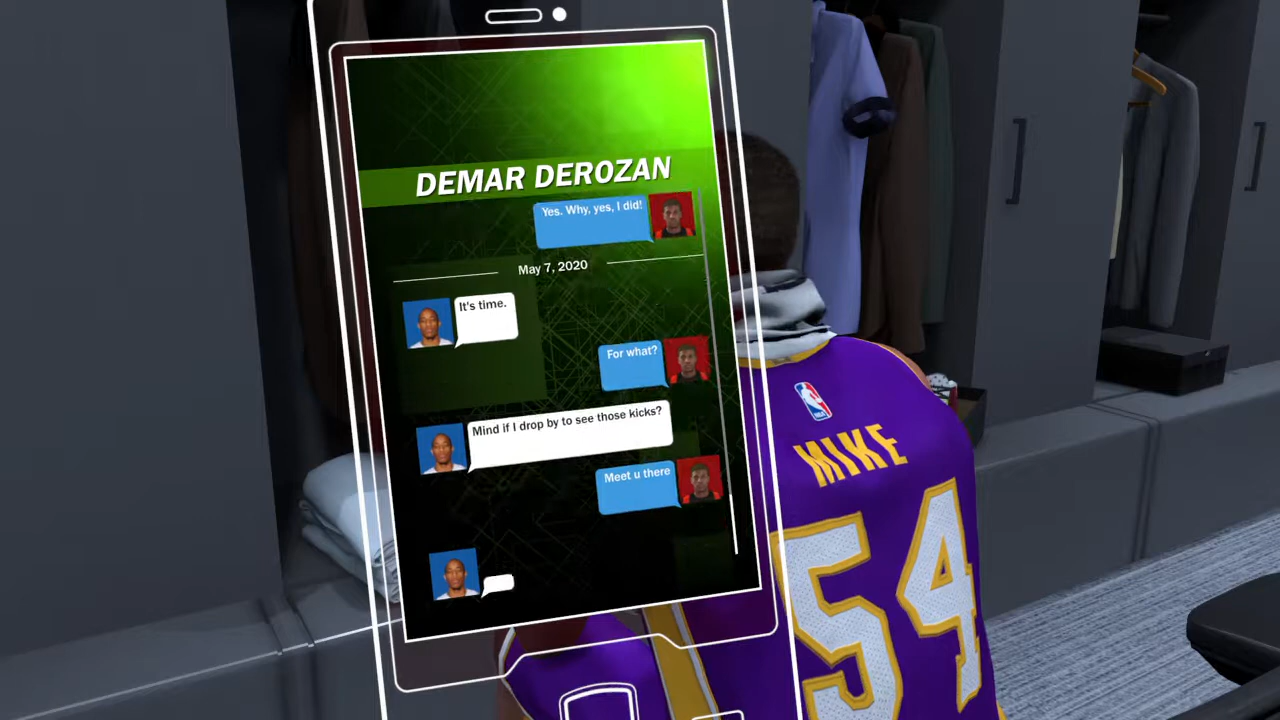 DEMAR DEROZAN
Yes. Why, yes, I did!
May 7, 2020
It's time.
For what?
Mind if I drop by to see those kicks?
Meet u there
MIKE
54